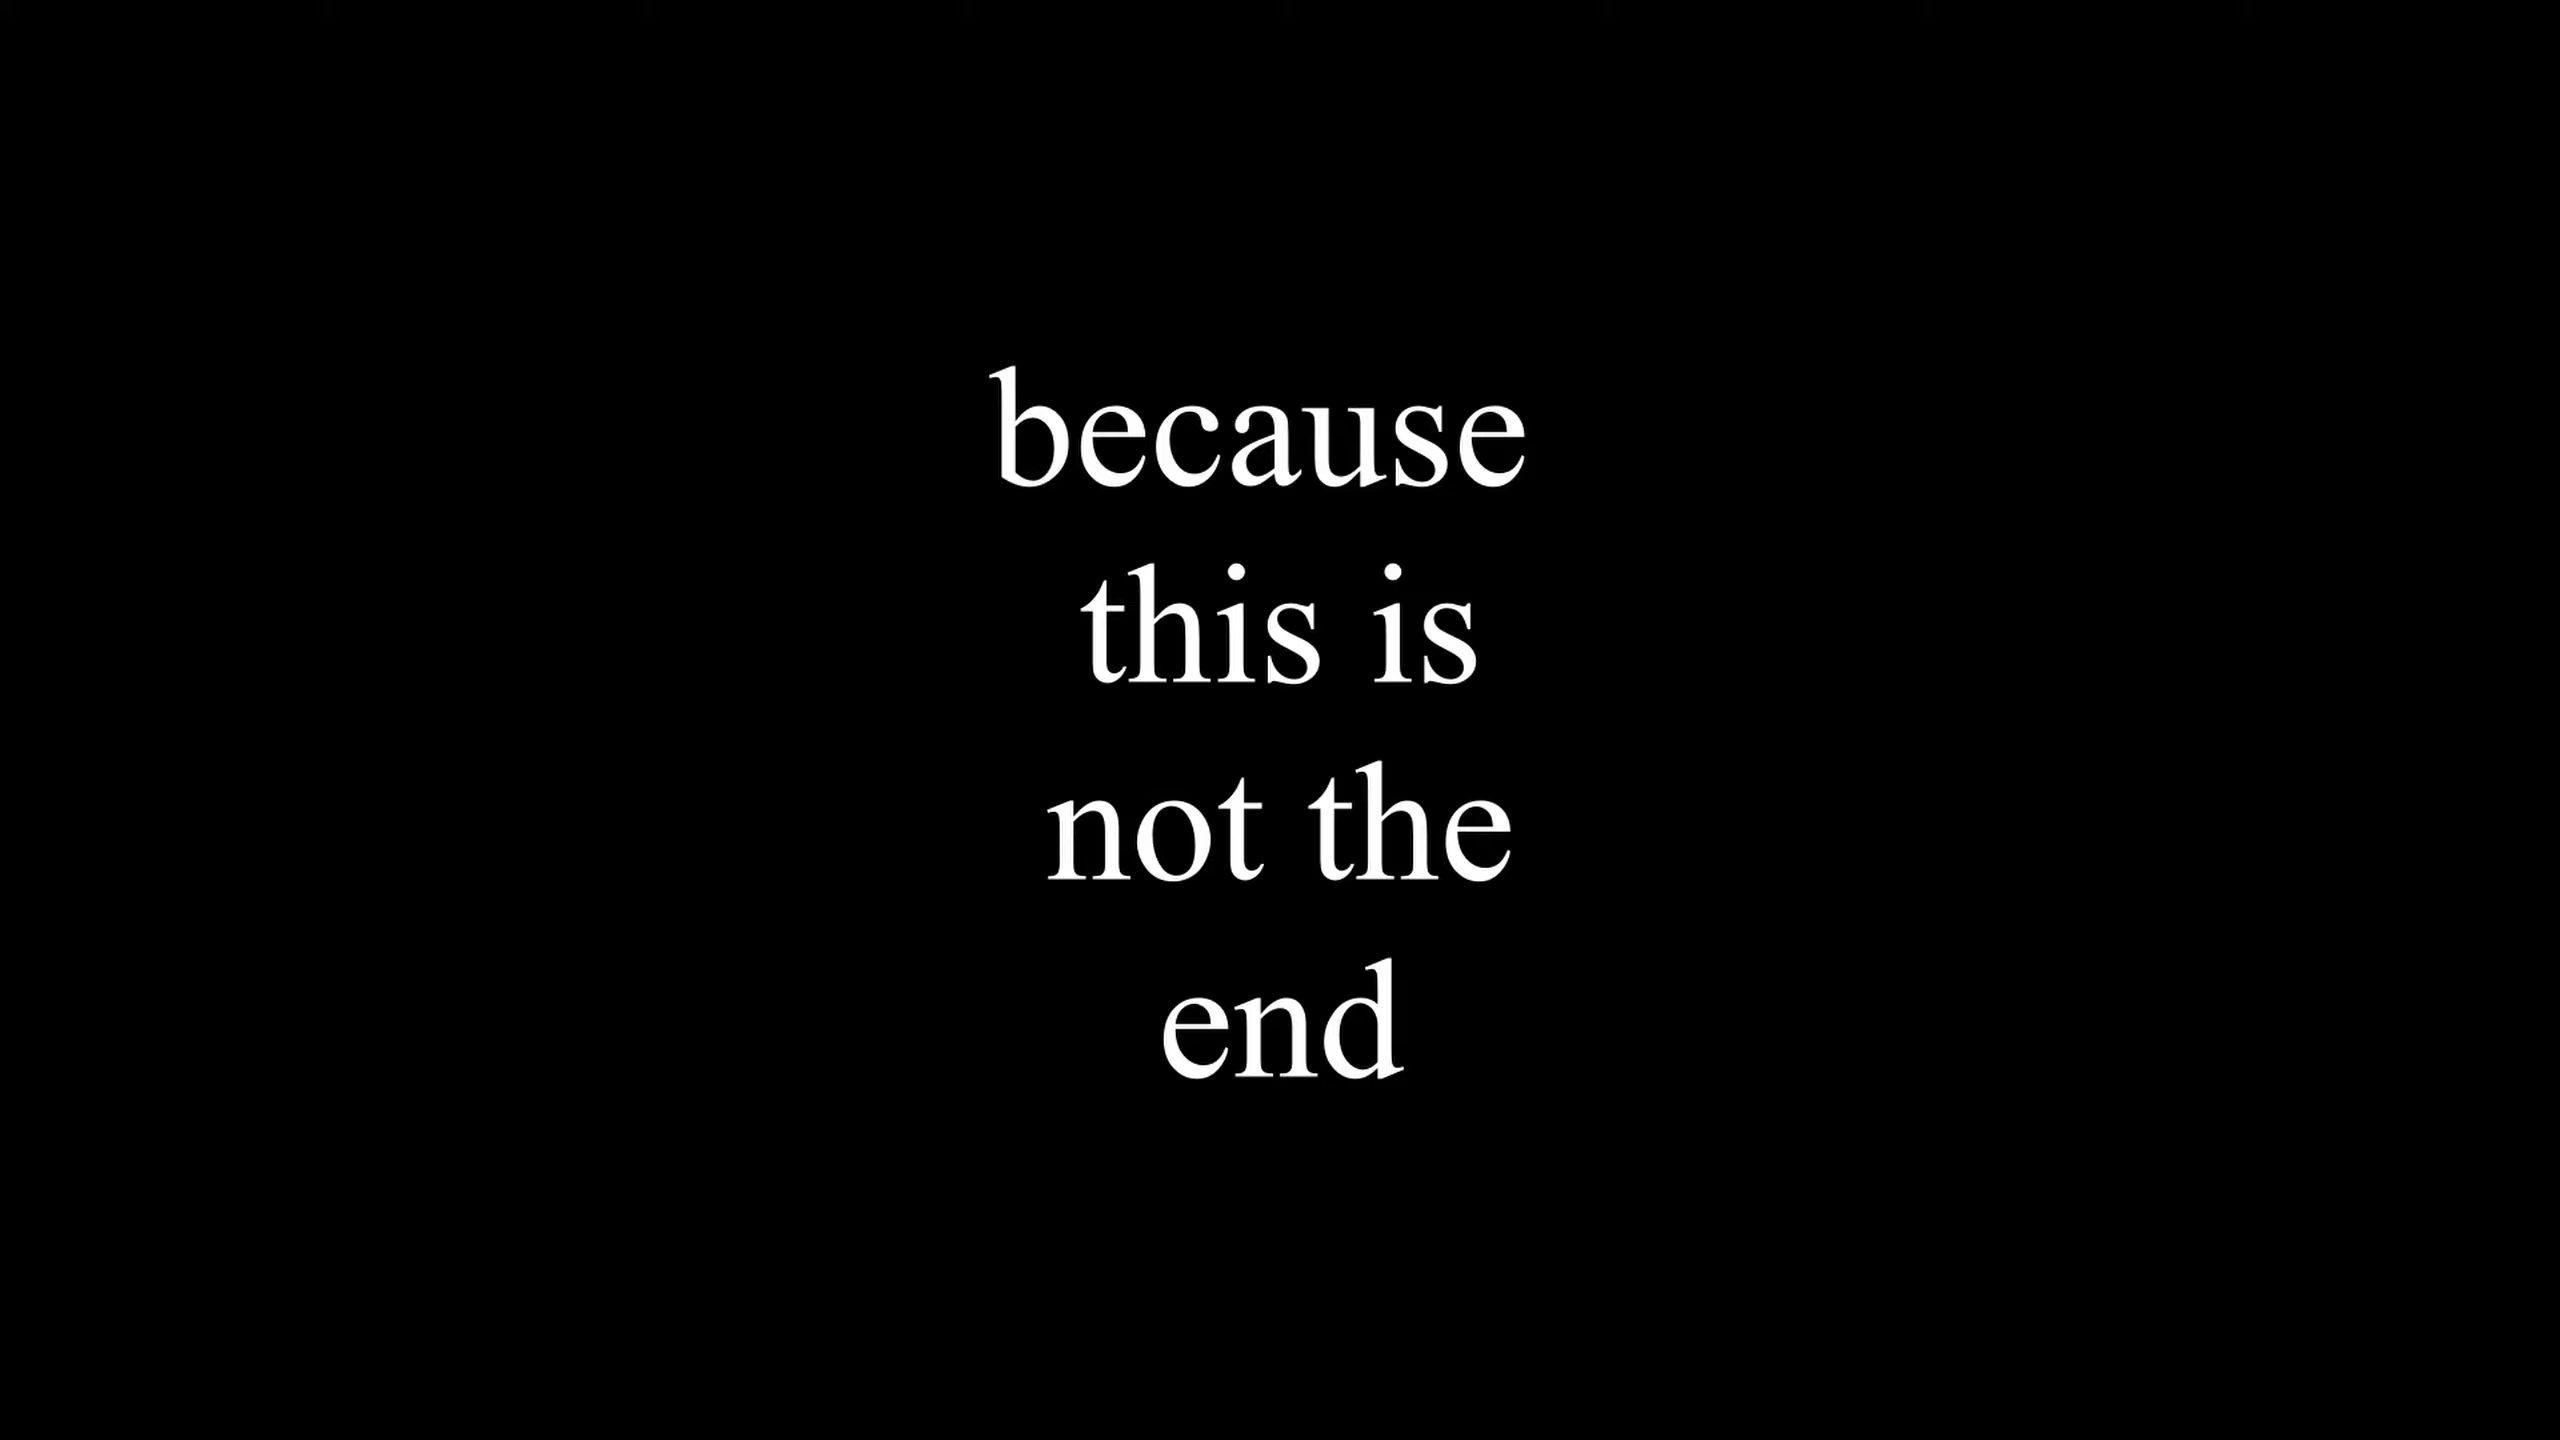 because
this is
not the
end